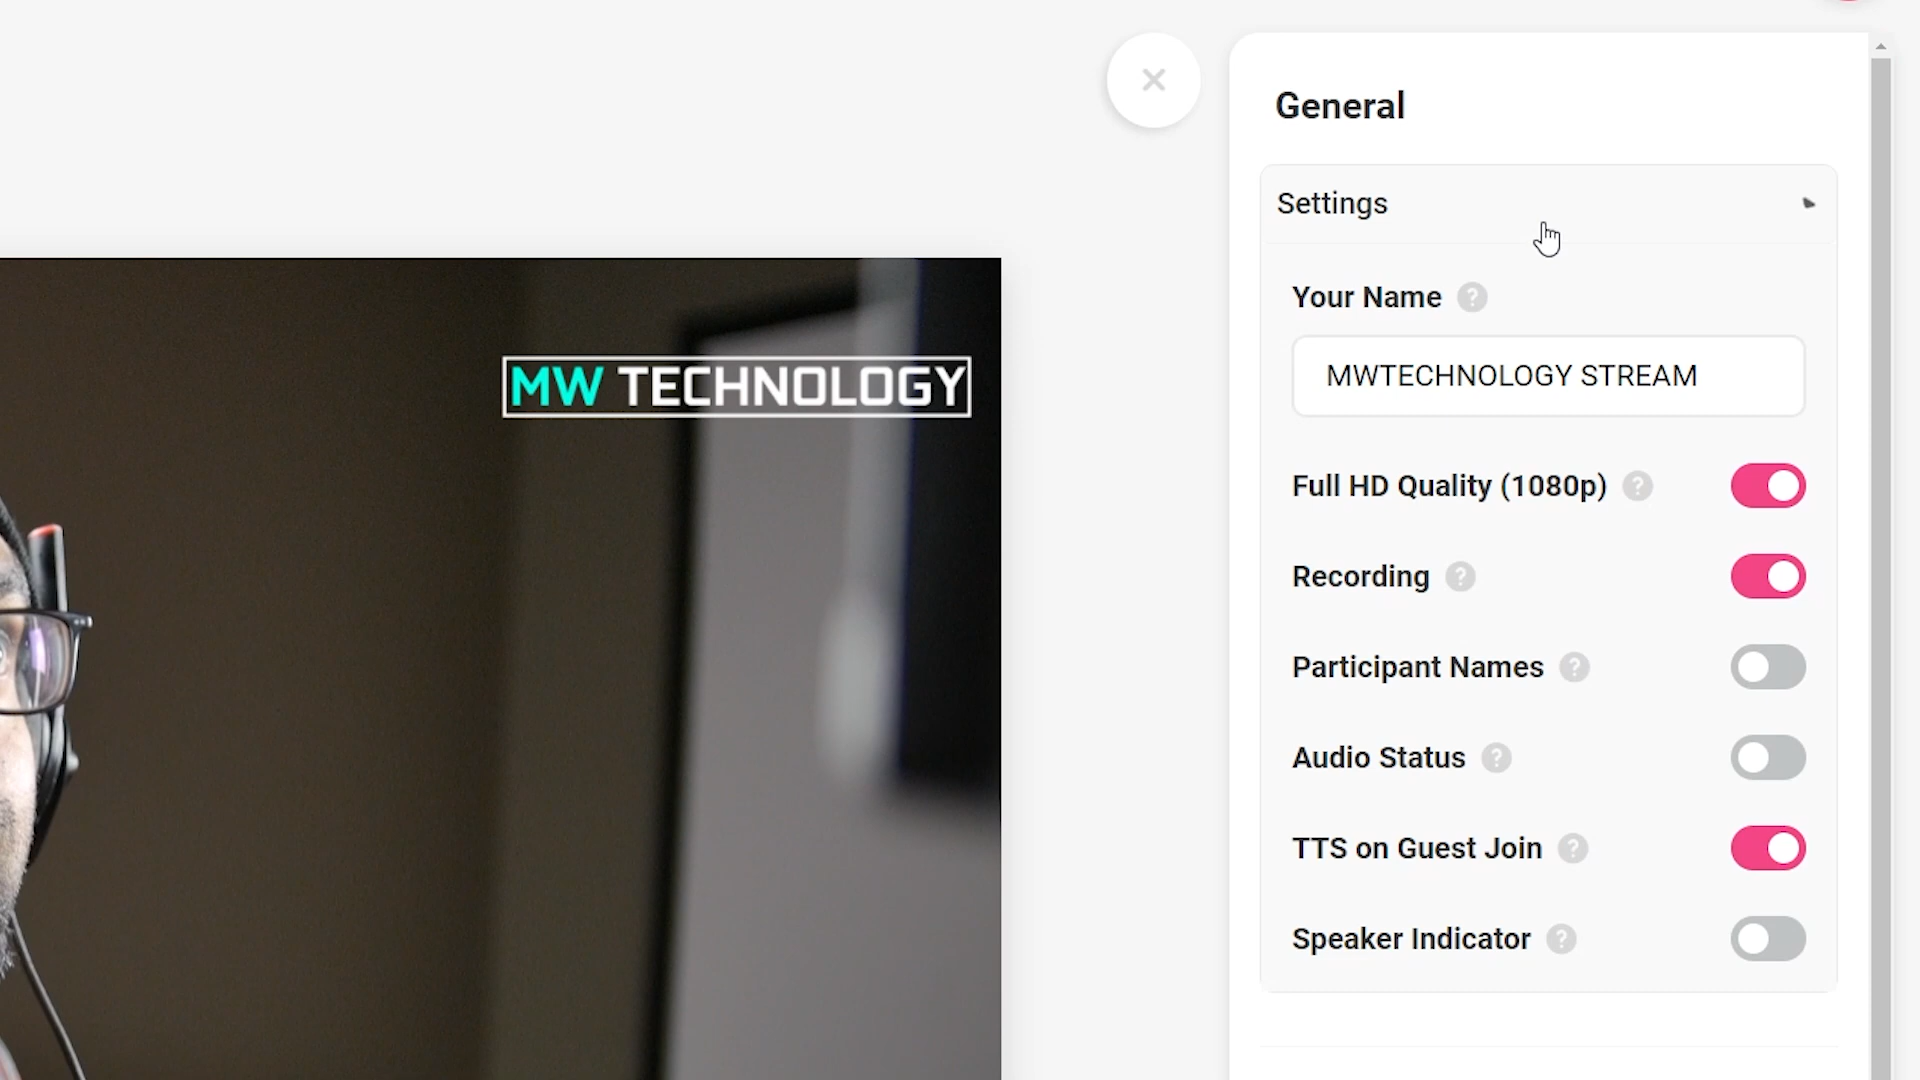 General
Settings
Your Name ?
MW TECHNOLOGY
MWTECHNOLOGY STREAM
Full HD Quality (1080p) ?
Recording ?
Participant Names ?
Audio Status ?
TTS on Guest Join ?
Speaker Indicator ?